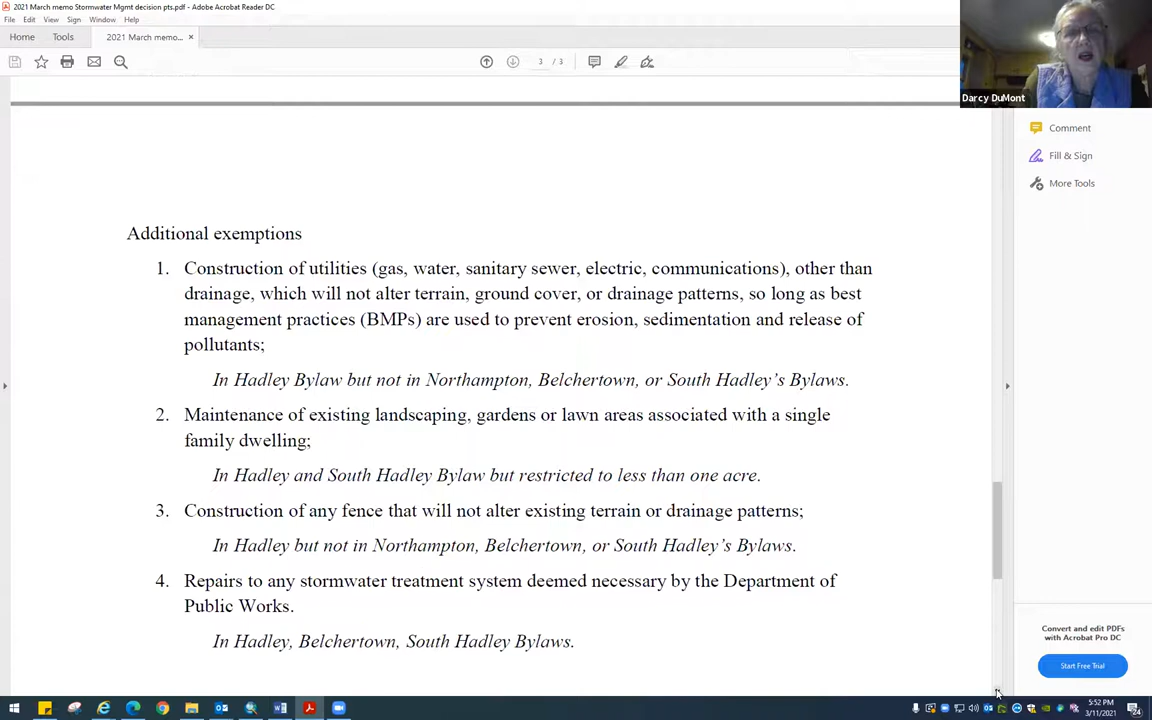 2021 March memo Stormwater Mgmt decision pts.pdf - Adobe Acrobat Reader DC
File Edit View Sign Window Help
Home Tools 2021 March memo... ×
3 / 3
Darcy DuMont
Comment
Fill & Sign
More Tools
Additional exemptions
1. Construction of utilities (gas, water, sanitary sewer, electric, communications), other than
drainage, which will not alter terrain, ground cover, or drainage patterns, so long as best
management practices (BMPs) are used to prevent erosion, sedimentation and release of
pollutants;
In Hadley Bylaw but not in Northampton, Belchertown, or South Hadley's Bylaws.
2. Maintenance of existing landscaping, gardens or lawn areas associated with a single
family dwelling;
In Hadley and South Hadley Bylaw but restricted to less than one acre.
3. Construction of any fence that will not alter existing terrain or drainage patterns;
In Hadley but not in Northampton, Belchertown, or South Hadley's Bylaws.
4. Repairs to any stormwater treatment system deemed necessary by the Department of
Public Works.
In Hadley, Belchertown, South Hadley Bylaws.
Convert and edit PDFs
with Acrobat Pro DC
Start Free Trial
5:52 PM
3/11/2021
24